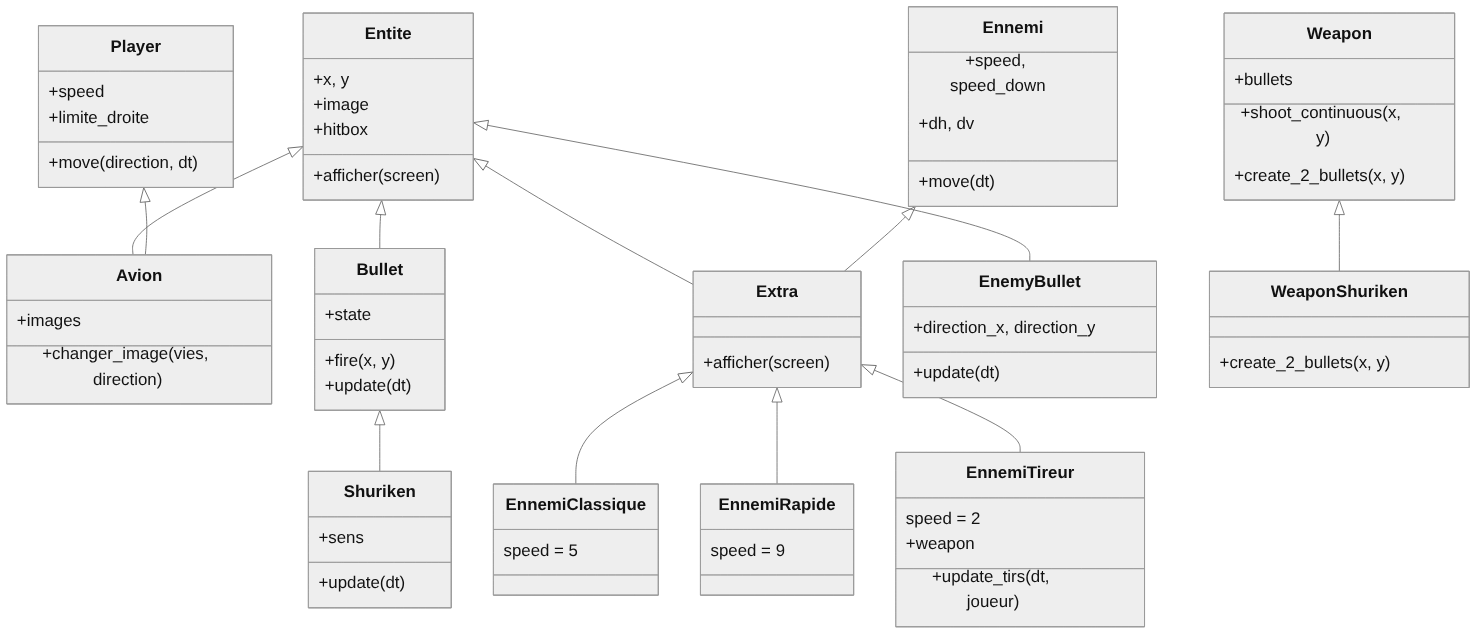 Player
+speed
+limite_droite
+move(direction, dt)
Entite
+x, y
+image
+hitbox
+afficher(screen)
Ennemi
+speed,
speed_down
+dh, dv
+move(dt)
Weapon
+bullets
+shoot_continuous(x,
y)
+create_2_bullets(x, y)
Avion
+images
+changer_image(vies,
direction)
Bullet
+state
+fire(x, y)
+update(dt)
Extra
+afficher(screen)
EnemyBullet
+direction_x, direction_y
+update(dt)
WeaponShuriken
+create_2_bullets(x, y)
Shuriken
+sens
+update(dt)
EnnemiClassique
speed = 5
EnnemiRapide
speed = 9
EnnemiTireur
speed = 2
+weapon
+update_tirs(dt,
joueur)